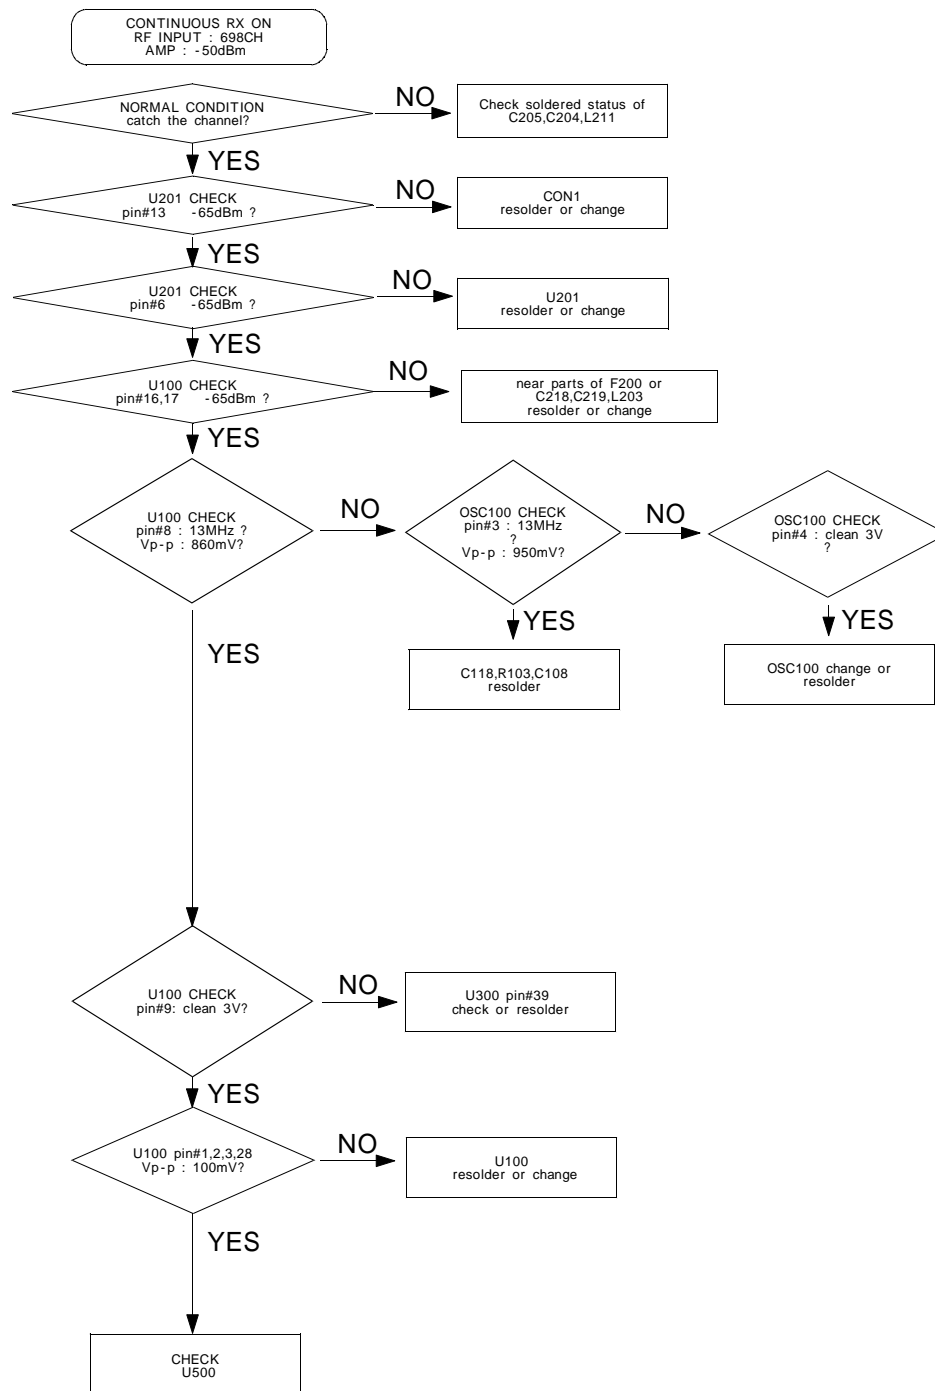 CONTINUOUS RX ON
RF INPUT : 698CH
AMP : -50dBm
NORMAL CONDITION
catch the channel?
NO
Check soldered status of
C205,C204,L211
YES
U201 CHECK
pin#13 -65dBm ?
NO
CON1
resolder or change
YES
U201 CHECK
pin#6 -65dBm ?
NO
U201
resolder or change
YES
U100 CHECK
pin#16,17 -65dBm ?
NO
near parts of F200 or
C218,C219,L203
resolder or change
YES
U100 CHECK
pin#8 : 13MHz ?
Vp-p : 860mV?
NO
OSC100 CHECK
pin#3 : 13MHz
?
Vp-p : 950mV?
NO
OSC100 CHECK
pin#4 : clean 3V
?
YES
YES
YES
C118,R103,C108
resolder
OSC100 change or
resolder
U100 CHECK
pin#9: clean 3V?
NO
U300 pin#39
check or resolder
YES
U100 pin#1,2,3,28
Vp-p : 100mV?
NO
U100
resolder or change
YES
CHECK
U500